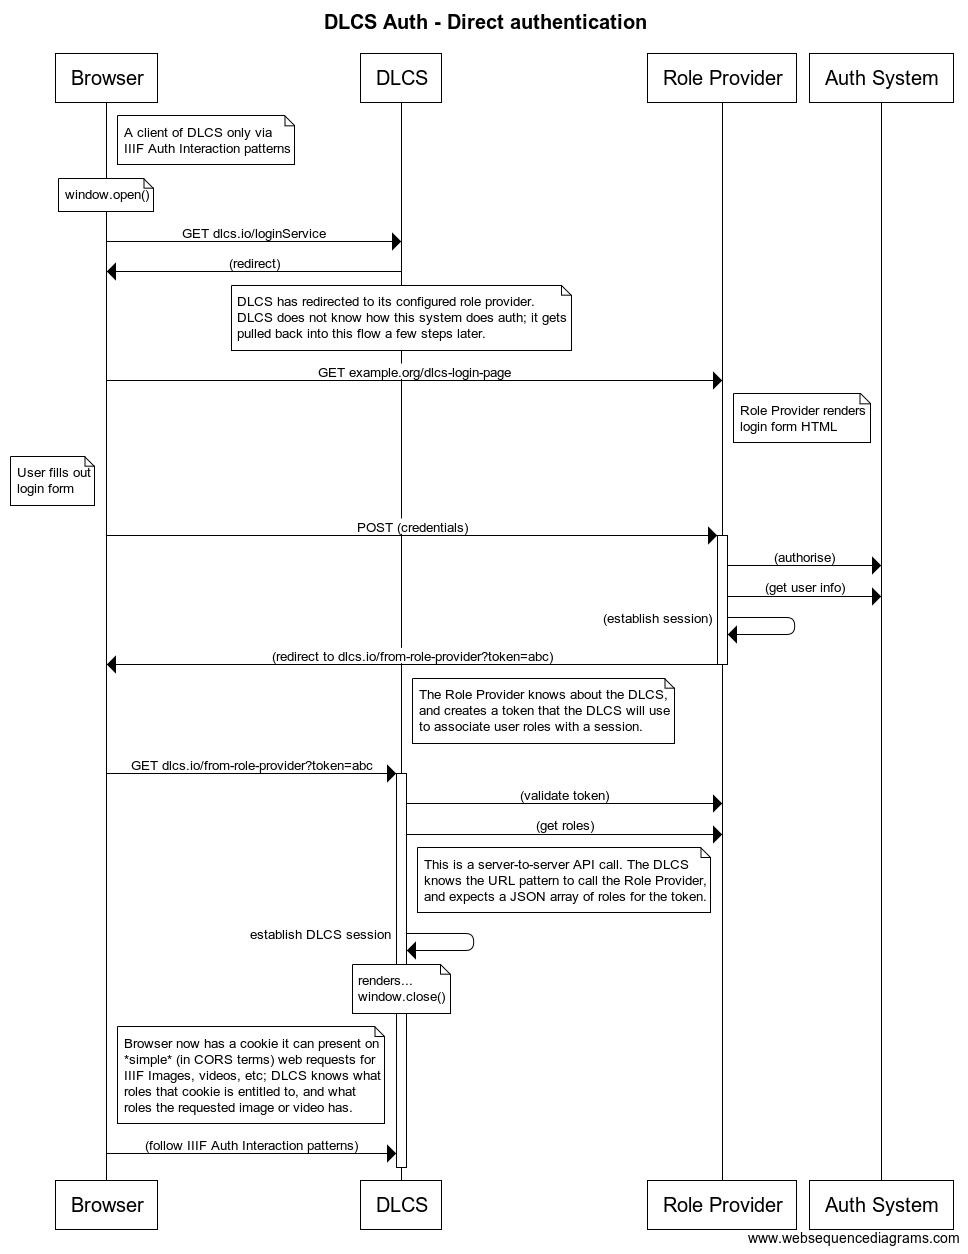 DLCS Auth - Direct authentication
Browser
DLCS
Role Provider
Auth System
A client of DLCS only via
IIIF Auth Interaction patterns
window.open()
GET dlcs.io/loginService
(redirect)
DLCS has redirected to its configured role provider.
DLCS does not know how this system does auth; it gets
pulled back into this flow a few steps later.
GET example.org/dlcs-login-page
Role Provider renders
login form HTML
User fills out
login form
POST (credentials)
(authorise)
(get user info)
(establish session)
(redirect to dlcs.io/from-role-provider?token=abc)
The Role Provider knows about the DLCS,
and creates a token that the DLCS will use
to associate user roles with a session.
GET dlcs.io/from-role-provider?token=abc
(validate token)
(get roles)
This is a server-to-server API call. The DLCS
knows the URL pattern to call the Role Provider,
and expects a JSON array of roles for the token.
establish DLCS session
renders...
window.close()
Browser now has a cookie it can present on
*simple* (in CORS terms) web requests for
IIIF Images, videos, etc; DLCS knows what
roles that cookie is entitled to, and what
roles the requested image or video has.
(follow IIIF Auth Interaction patterns)
Browser
DLCS
Role Provider
Auth System
www.websequencediagrams.com